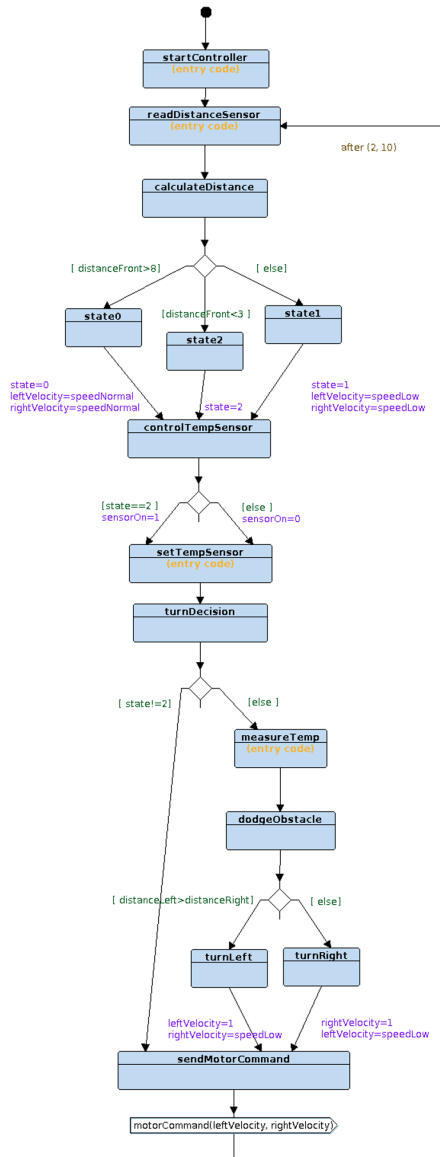 startController
(entry code)
readDistanceSensor
(entry code)
after (2, 10)
calculateDistance
[ distanceFront>8]
[ else]
[distanceFront<3 ]
state0
state2
state1
state=0
leftVelocity=speedNormal
rightVelocity=speedNormal
state=2
state=1
leftVelocity=speedLow
rightVelocity=speedLow
controlTempSensor
[state==2 ]
sensorOn=1
[else ]
sensorOn=0
setTempSensor
(entry code)
turnDecision
[ state!=2]
[else ]
measureTemp
(entry code)
dodgeObstacle
[ distanceLeft>distanceRight]
[ else]
turnLeft
turnRight
leftVelocity=1
rightVelocity=speedLow
rightVelocity=1
leftVelocity=speedLow
sendMotorCommand
motorCommand(leftVelocity, rightVelocity)